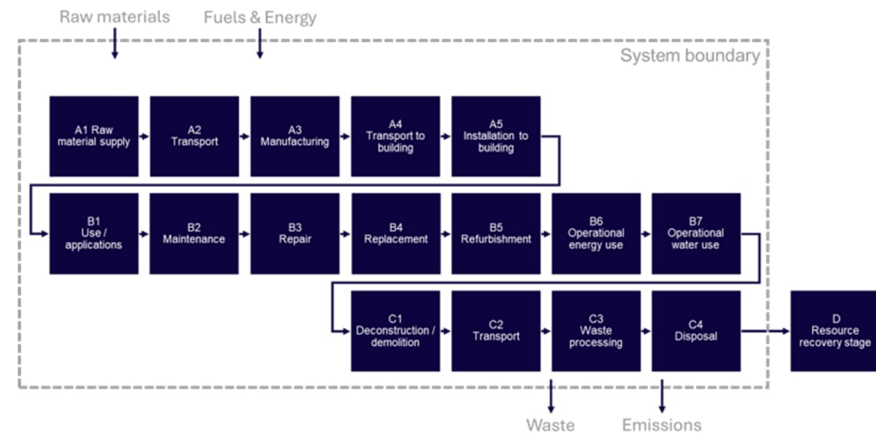 Raw materials
Fuels & Energy
System boundary
A1 Raw
material supply
A2
Transport
A3
Manufacturing
A4
Transport to
building
A5
Installation to
building
B1
Use /
applications
B2
Maintenance
B3
Repair
B4
Replacement
B5
Refurbishment
B6
Operational
energy use
B7
Operational
water use
C1
Deconstruction /
demolition
C2
Transport
C3
Waste
processing
C4
Disposal
D
Resource
recovery stage
Waste
Emissions